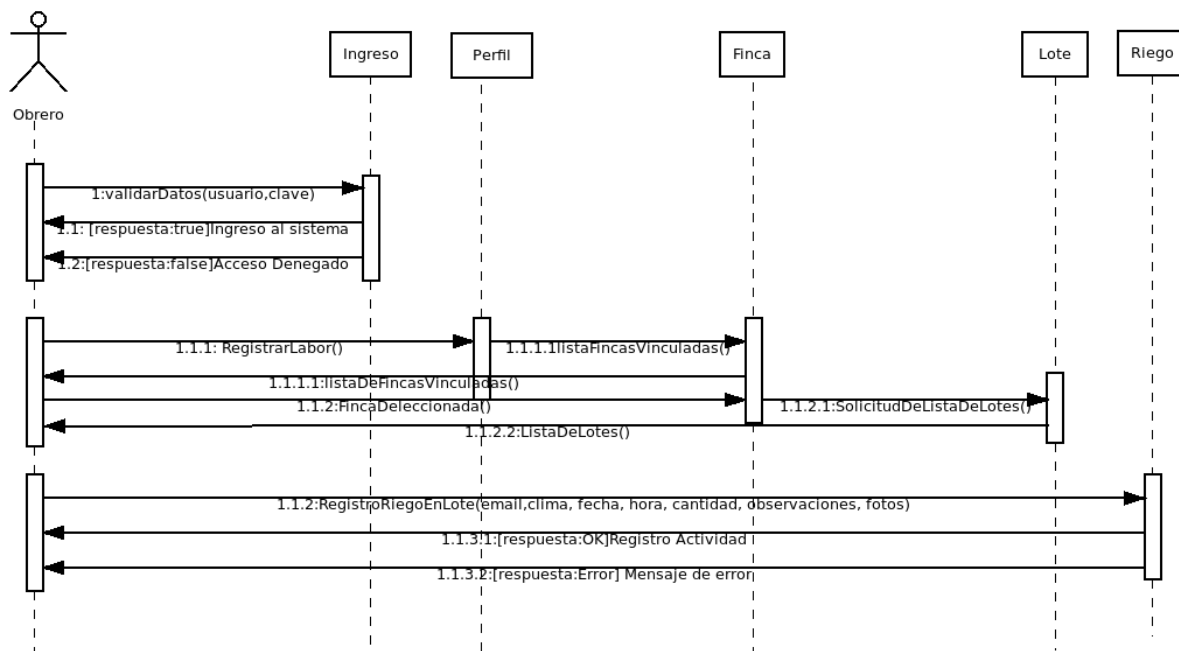 Ingreso
Perfil
Finca
Lote
Riego
Obrero
1:validarDatos(usuario,clave)
1.1: [respuesta:true]Ingreso al sistema
1.2:[respuesta:false]Acceso Denegado
1.1.1: RegistrarLabor()
1.1.1.1listaFincasVinculadas()
1.1.1.1:listaDeFincasVinculadas()
1.1.2:FincaDeleccionada()
1.1.2.1:SolicitudDeListaDeLotes()
1.1.2.2:ListaDeLotes()
1.1.2:RegistroRiegoEnLote(email,clima, fecha, hora, cantidad, observaciones, fotos)
1.1.3.1:[respuesta:OK]Registro Actividad
1.1.3.2:[respuesta:Error] Mensaje de error